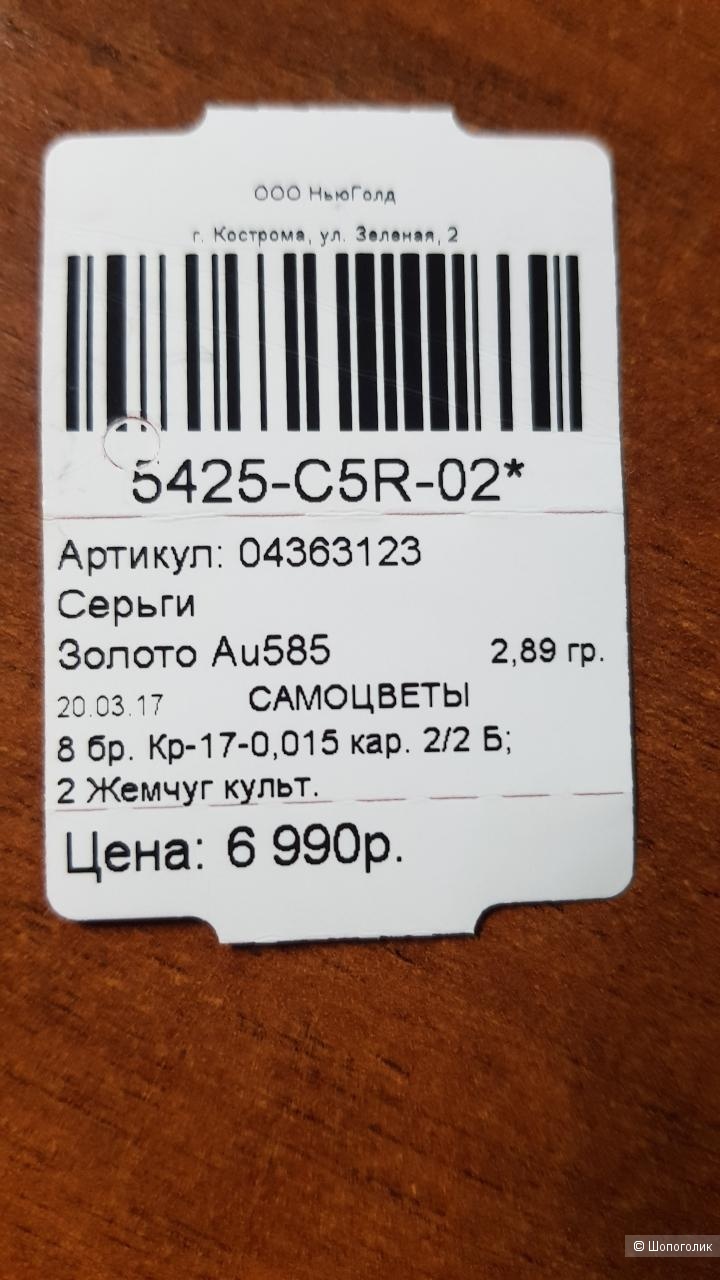 ООО НьюГолд
г. Кострома, ул. Зеленая, 2
5425-C5R-02*
Артикул: 04363123
Серьги
Золото Au585 2,89 гр.
20.03.17 САМОЦВЕТЫ
8 бр. Кр-17-0,015 кар. 2/2 Б;
2 Жемчуг культ.
Цена: 6 990р.
© Шопоголик